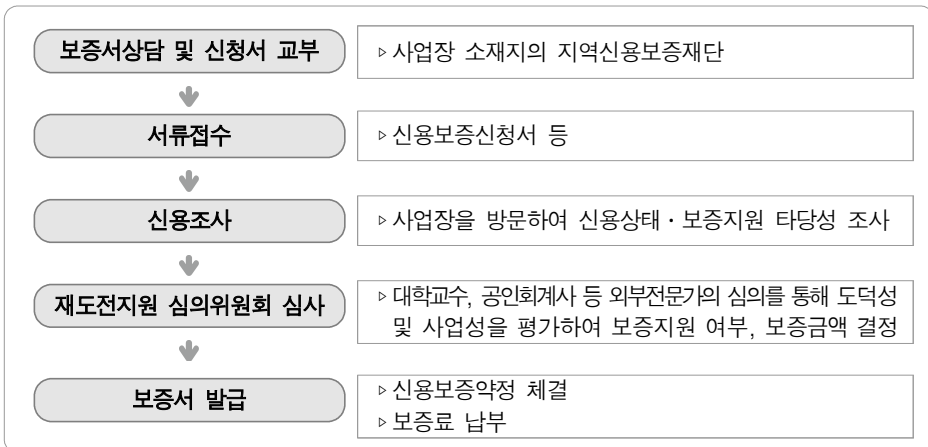 보증서상담 및 신청서 교부
▹사업장 소재지의 지역신용보증재단
서류접수
▹신용보증신청서 등
신용조사
▹사업장을 방문하여 신용상태·보증지원 타당성 조사
재도전지원 심의위원회 심사
▹대학교수, 공인회계사 등 외부전문가의 심의를 통해 도덕성
및 사업성을 평가하여 보증지원 여부, 보증금액 결정
보증서 발급
▹신용보증약정 체결
▹보증료 납부